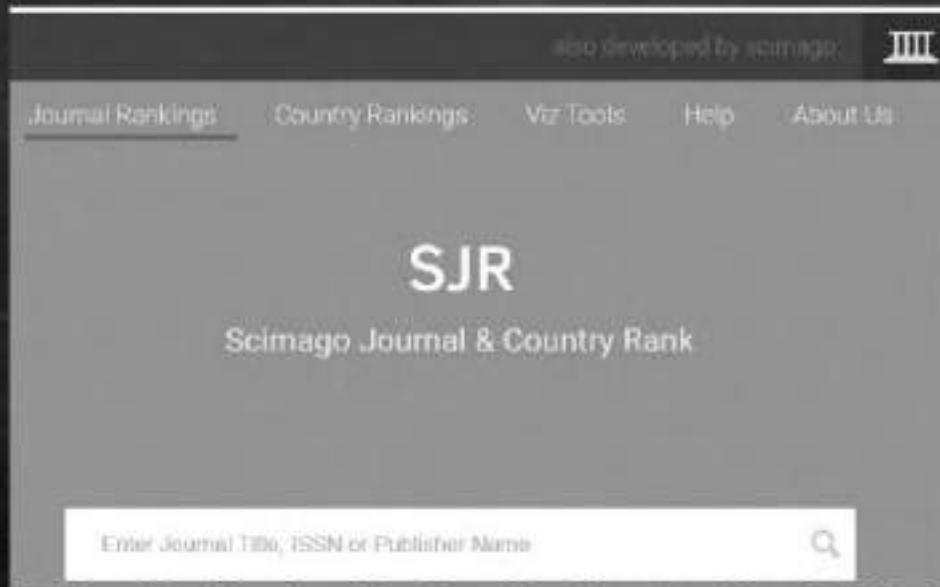 also developed by scimago:
Journal Rankings Country Rankings Viz Tools Help About Us
SJR
Scimago Journal & Country Rank
Enter Journal Title, ISSN or Publisher Name